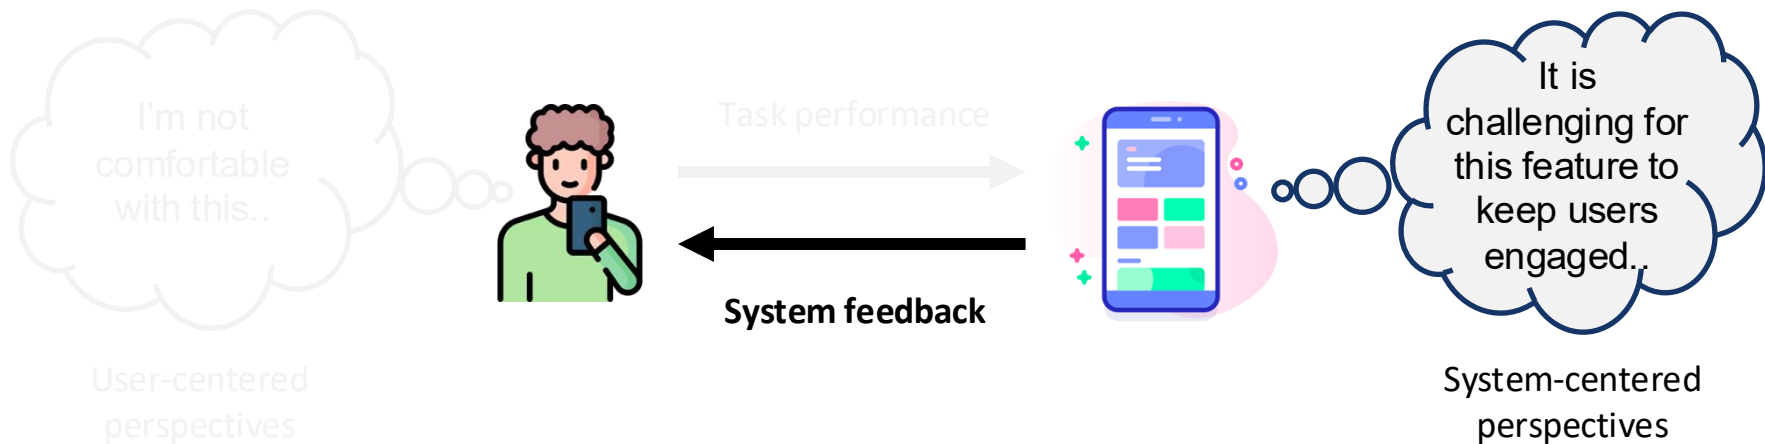 I'm not
comfortable
with this..
User-centered
perspectives
Task performance
System feedback
It is
challenging for
this feature to
keep users
engaged..
System-centered
perspectives